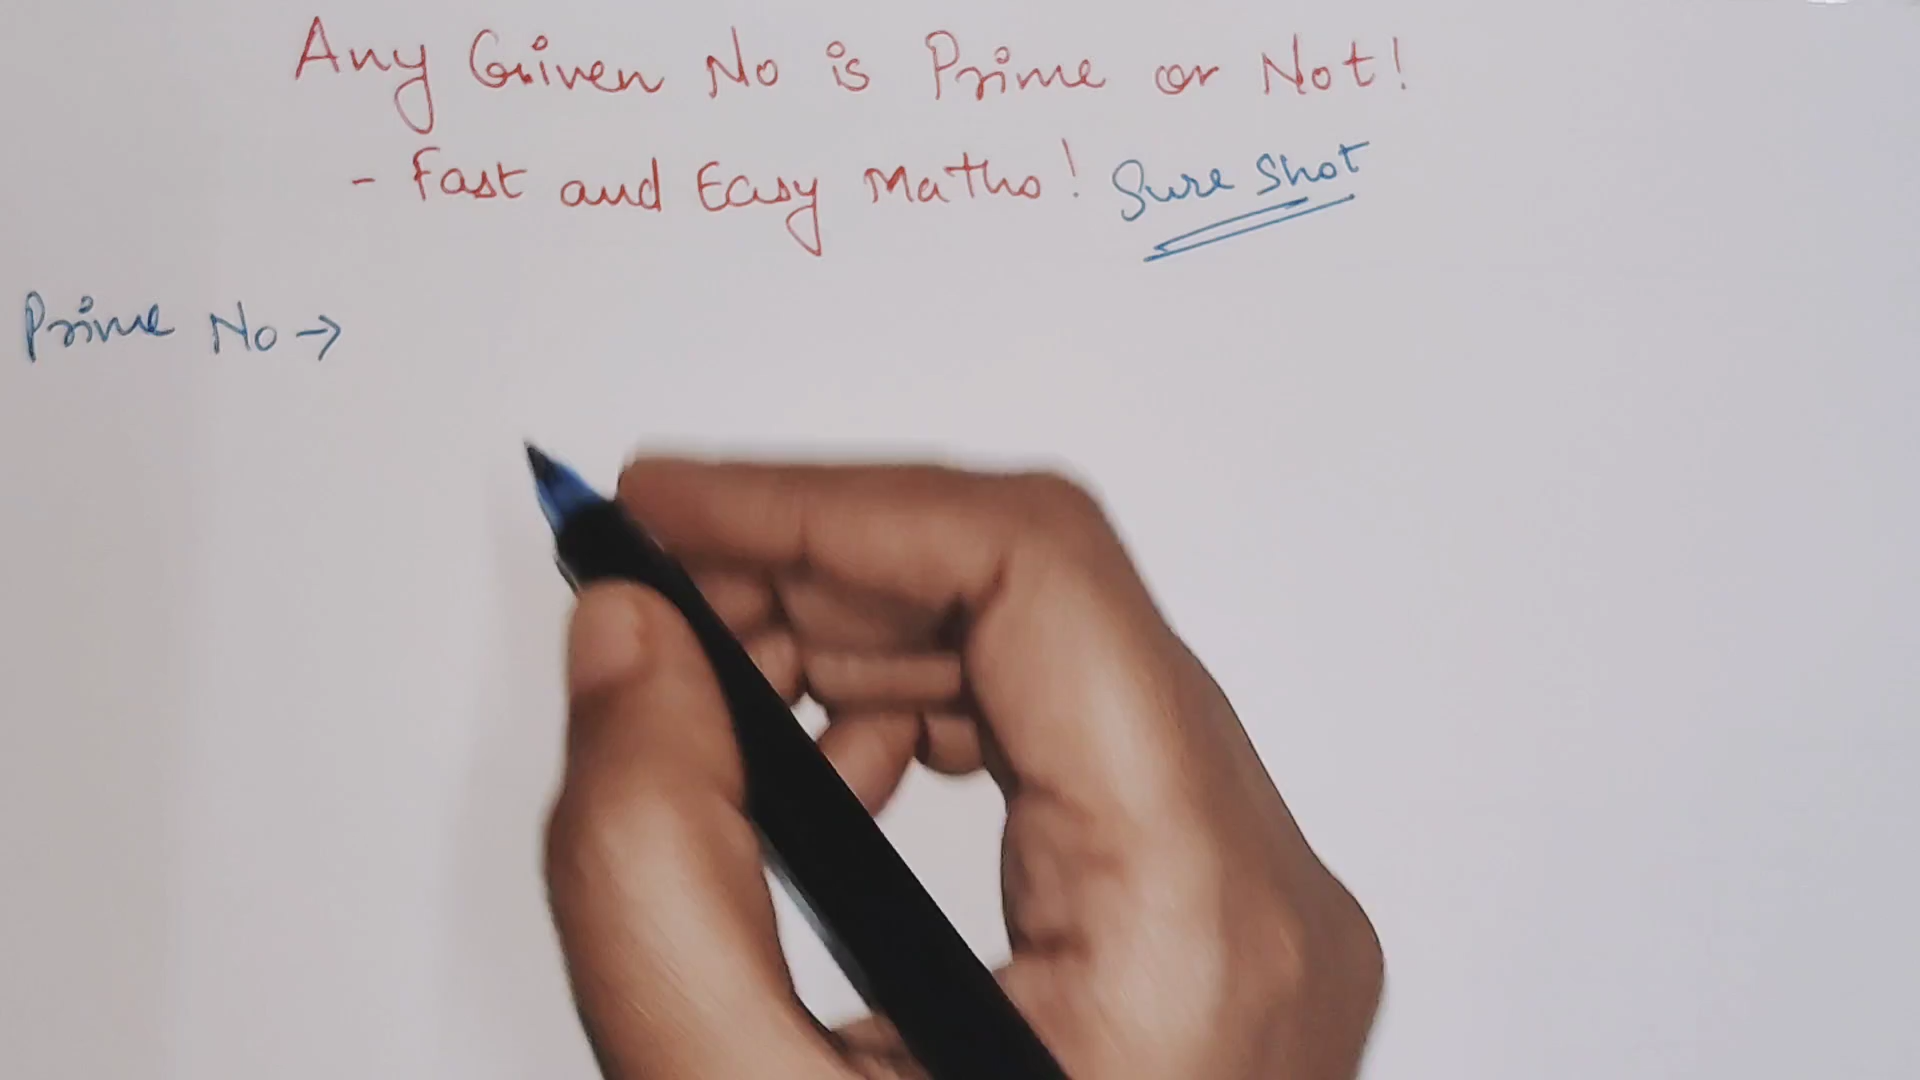 Any Given No is Prime or Not!
- Fast and Easy Maths! Sure Shot
Prime No →